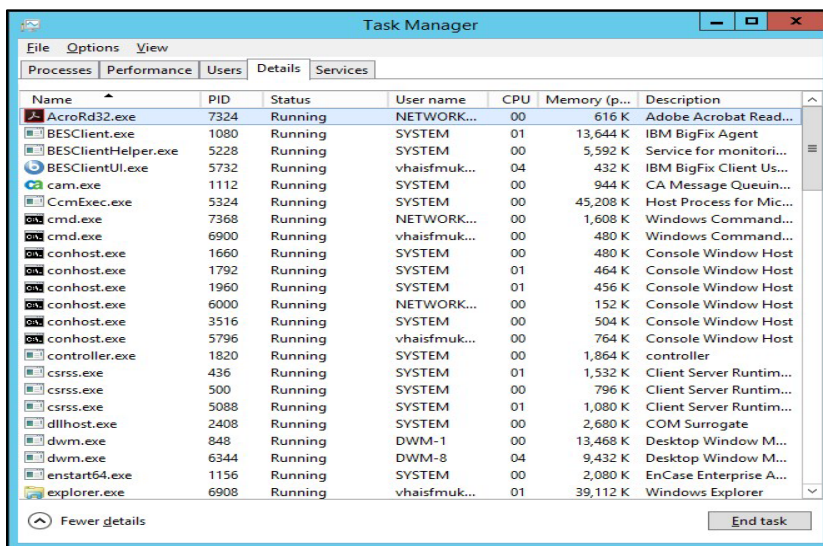 Task Manager
File Options View
Processes Performance Users Details Services
Name PID Status User name CPU Memory (p... Description
AcroRd32.exe 7324 Running NETWORK... 00 616 K Adobe Acrobat Read...
BESClient.exe 1080 Running SYSTEM 01 13,644 K IBM BigFix Agent
BESClientHelper.exe 5228 Running SYSTEM 00 5,592 K Service for monitori...
BESClientUI.exe 5732 Running vhaisfmuk... 04 432 K IBM BigFix Client Us...
ca cam.exe 1112 Running SYSTEM 00 944 K CA Message Queuin...
CcmExec.exe 5324 Running SYSTEM 00 45,208 K Host Process for Mic...
cmd.exe 7368 Running NETWORK... 00 1,608 K Windows Command...
cmd.exe 6900 Running vhaisfmuk... 00 480 K Windows Command...
conhost.exe 1660 Running SYSTEM 00 480 K Console Window Host
conhost.exe 1792 Running SYSTEM 01 464 K Console Window Host
conhost.exe 1960 Running SYSTEM 01 456 K Console Window Host
conhost.exe 6000 Running NETWORK... 00 152 K Console Window Host
conhost.exe 3516 Running SYSTEM 00 504 K Console Window Host
conhost.exe 5796 Running vhaisfmuk... 00 764 K Console Window Host
controller.exe 1820 Running SYSTEM 00 1,864 K controller
csrss.exe 436 Running SYSTEM 01 1,532 K Client Server Runtim...
csrss.exe 500 Running SYSTEM 00 796 K Client Server Runtim...
csrss.exe 5088 Running SYSTEM 01 1,080 K Client Server Runtim...
dllhost.exe 2408 Running SYSTEM 00 2,680 K COM Surrogate
dwm.exe 848 Running DWM-1 00 13,468 K Desktop Window M...
dwm.exe 6344 Running DWM-8 04 9,432 K Desktop Window M...
enstart64.exe 1156 Running SYSTEM 00 2,080 K EnCase Enterprise A...
explorer.exe 6908 Running vhaisfmuk... 01 39,112 K Windows Explorer
Fewer details End task